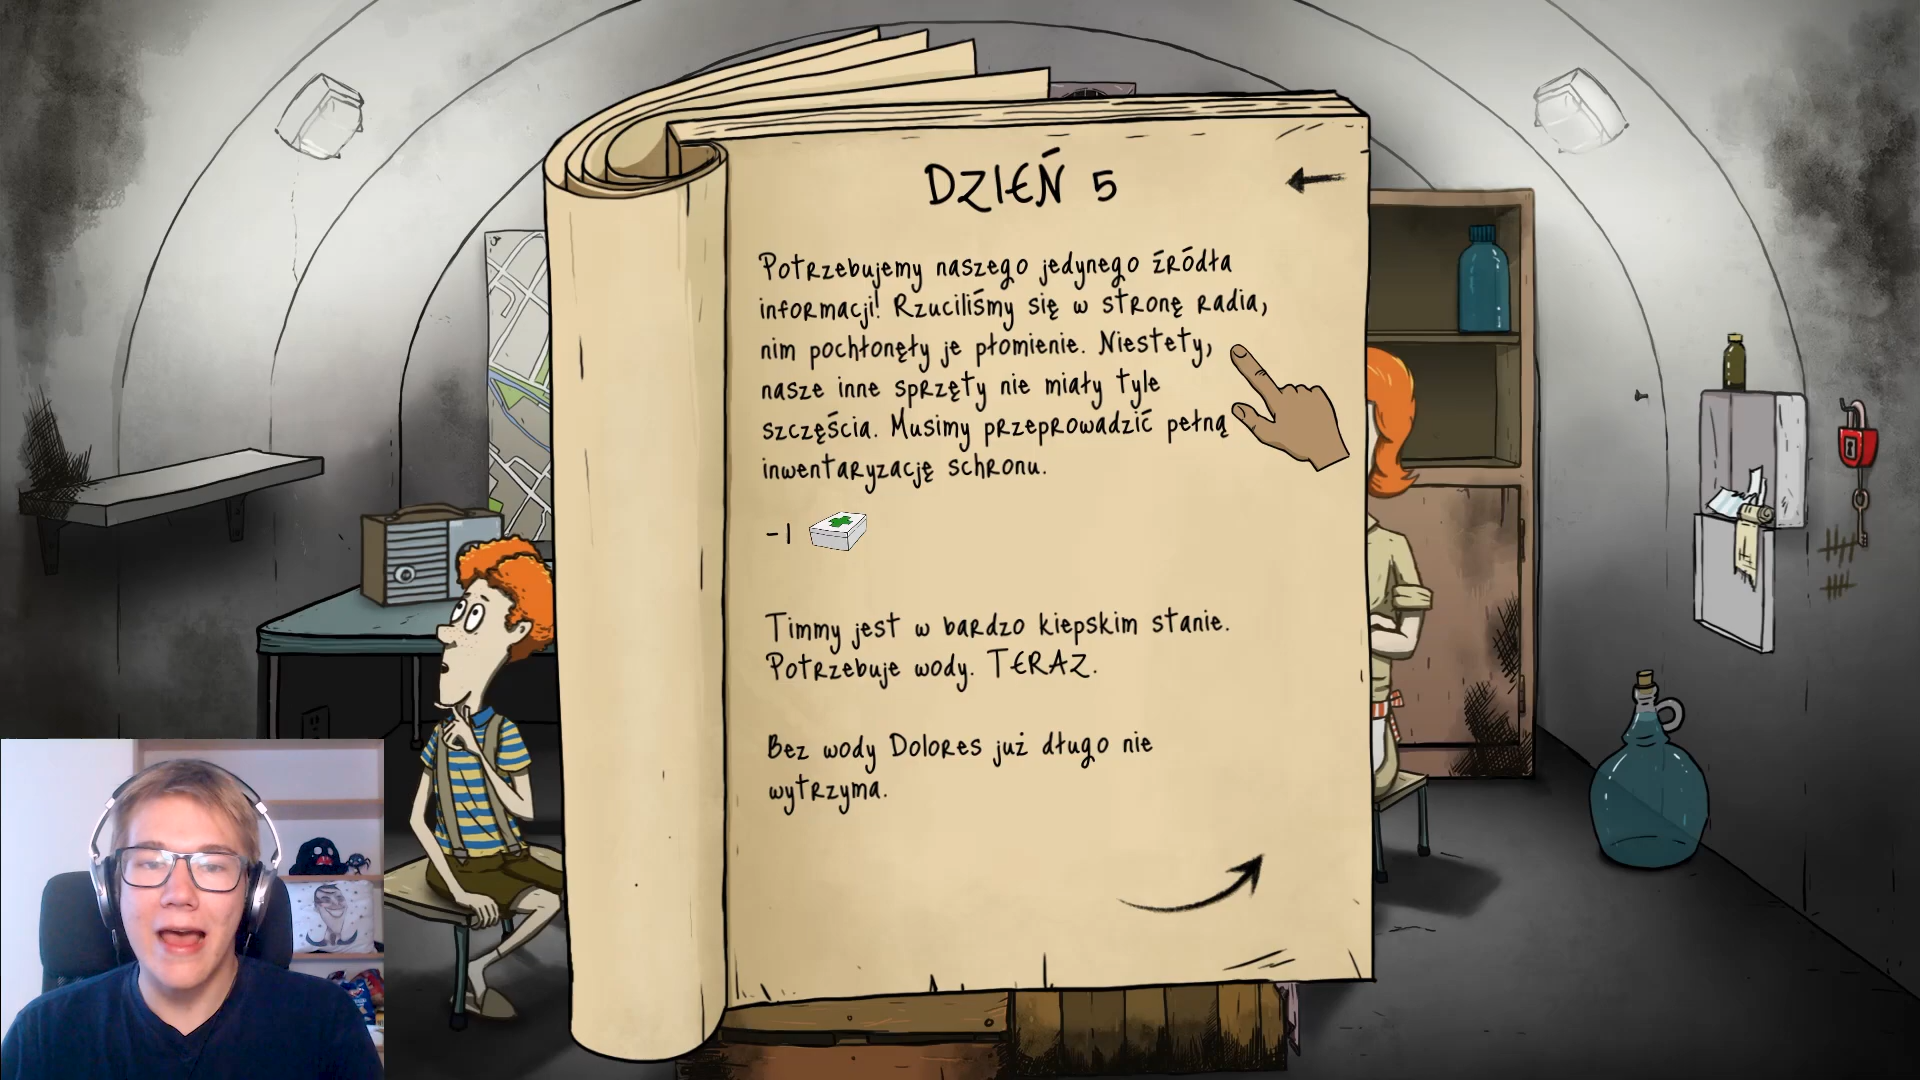 DZIEŃ 5
Potrzebujemy naszego jedynego źródła
informacji! Rzuciliśmy się w stronę radia,
nim pochłonęły je płomienie. Niestety,
nasze inne sprzęty nie miały tyle
szczęścia. Musimy przeprowadzić pełną
inwentaryzację schronu.
-1
Timmy jest w bardzo kiepskim stanie.
Potrzebuje wody. TERAZ.
Bez wody Dolores już długo nie
wytrzyma.